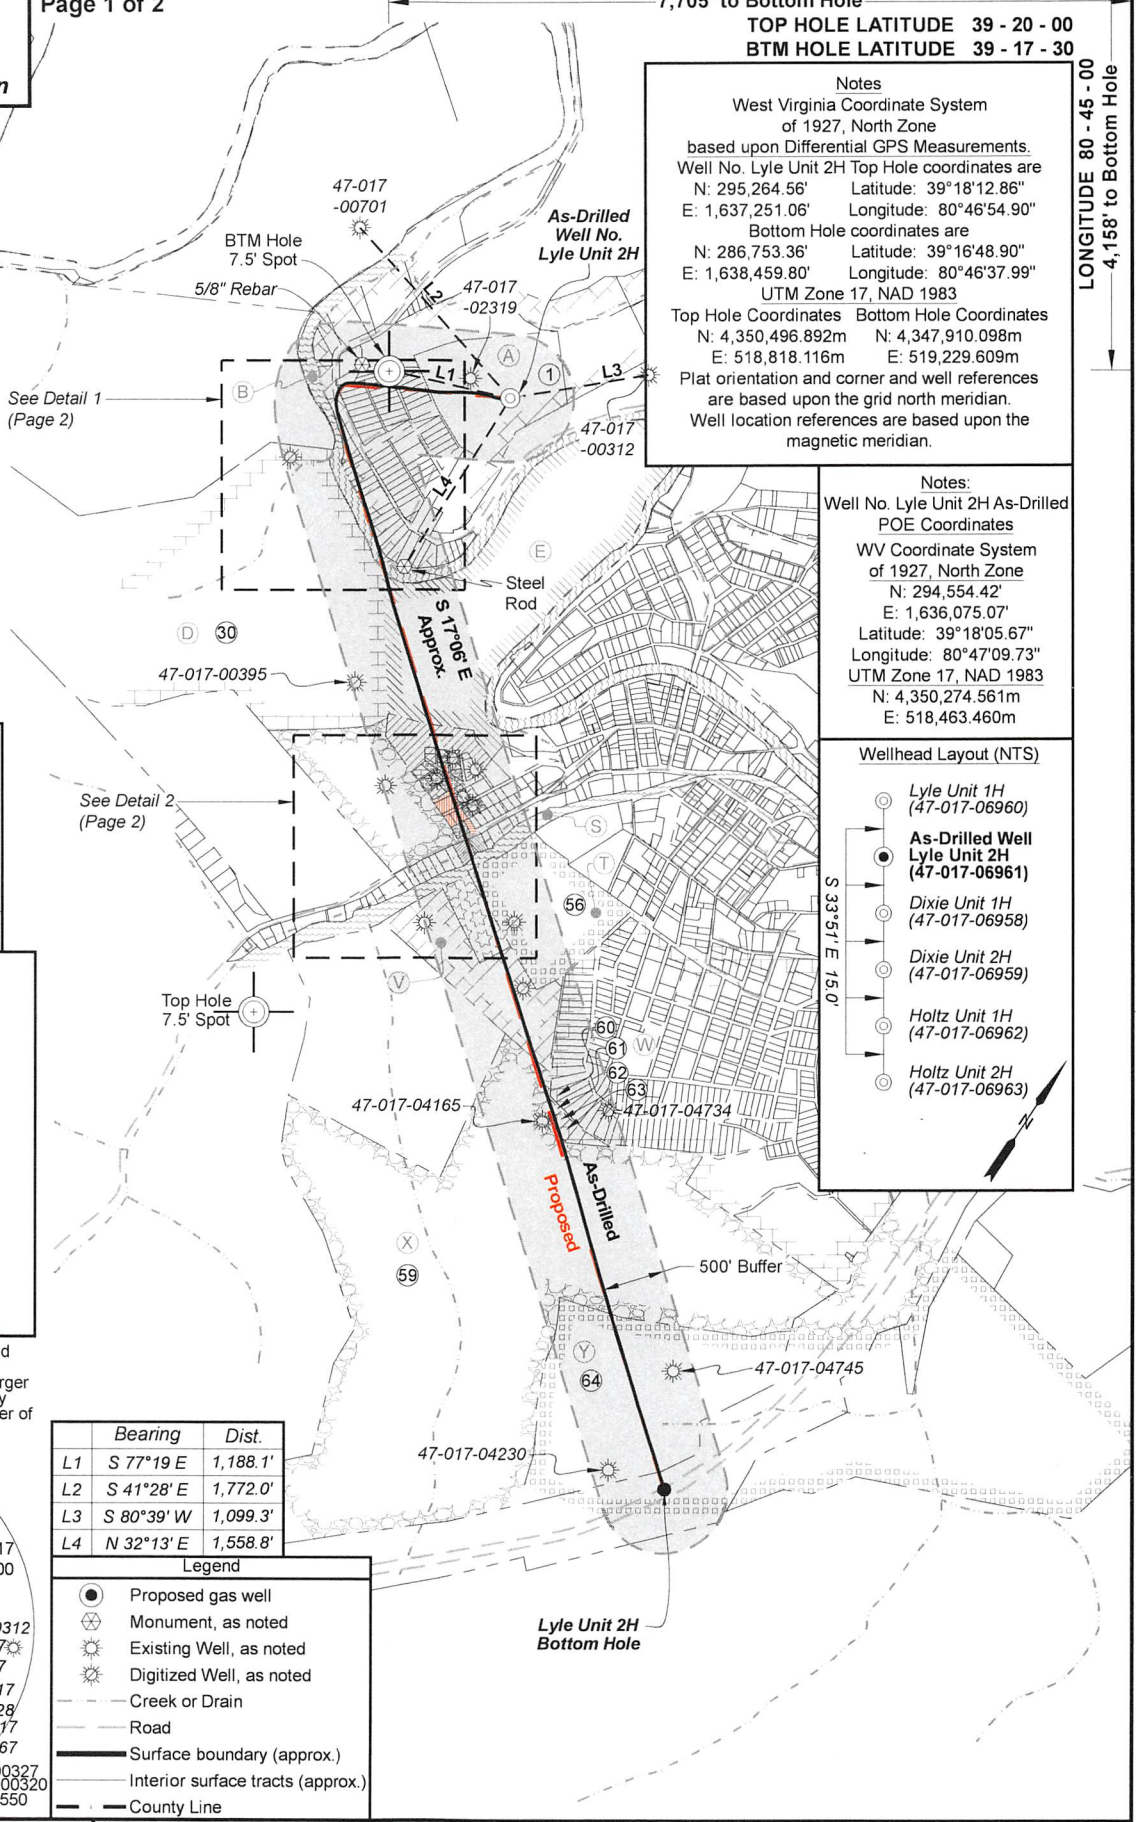 Page 1 of 2
7,705' to Bottom Hole
TOP HOLE LATITUDE 39 - 20 - 00
BTM HOLE LATITUDE 39 - 17 - 30
LONGITUDE 80 - 45 - 00
4,158' to Bottom Hole
Notes
West Virginia Coordinate System
of 1927, North Zone
based upon Differential GPS Measurements.
Well No. Lyle Unit 2H Top Hole coordinates are
N: 295,264.56' Latitude: 39°18'12.86"
E: 1,637,251.06' Longitude: 80°46'54.90"
Bottom Hole coordinates are
N: 286,753.36' Latitude: 39°16'48.90"
E: 1,638,459.80' Longitude: 80°46'37.99"
UTM Zone 17, NAD 1983
Top Hole Coordinates Bottom Hole Coordinates
N: 4,350,496.892m N: 4,347,910.098m
E: 518,818.116m E: 519,229.609m
Plat orientation and corner and well references
are based upon the grid north meridian.
Well location references are based upon the
magnetic meridian.
47-017
-00701
BTM Hole
7.5' Spot
5/8" Rebar
As-Drilled
Well No.
Lyle Unit 2H
47-017
-02319
L2
A
1
L1
L3
B
See Detail 1
(Page 2)
47-017
-00312
L4
E
Steel
Rod
S 17°06' E
Approx.
D
30
47-017-00395
Notes:
Well No. Lyle Unit 2H As-Drilled
POE Coordinates
WV Coordinate System
of 1927, North Zone
N: 294,554.42'
E: 1,636,075.07'
Latitude: 39°18'05.67"
Longitude: 80°47'09.73"
UTM Zone 17, NAD 1983
N: 4,350,274.561m
E: 518,463.460m
See Detail 2
(Page 2)
S
T
56
V
Top Hole
7.5' Spot
60
61
W
62
63
47-017-04165
47-017-04734
Wellhead Layout (NTS)
Lyle Unit 1H
(47-017-06960)
As-Drilled Well
Lyle Unit 2H
(47-017-06961)
Dixie Unit 1H
(47-017-06958)
Dixie Unit 2H
(47-017-06959)
Holtz Unit 1H
(47-017-06962)
Holtz Unit 2H
(47-017-06963)
S 33°51' E 15.0'
N
As-Drilled
Proposed
X
59
500' Buffer
Y
64
47-017-04745
47-017-04230
Lyle Unit 2H
Bottom Hole
Bearing Dist.
L1 S 77°19 E 1,188.1'
L2 S 41°28' E 1,772.0'
L3 S 80°39' W 1,099.3'
L4 N 32°13' E 1,558.8'
Legend
Proposed gas well
Monument, as noted
Existing Well, as noted
Digitized Well, as noted
Creek or Drain
Road
Surface boundary (approx.)
Interior surface tracts (approx.)
County Line
er of
00327
00320
550